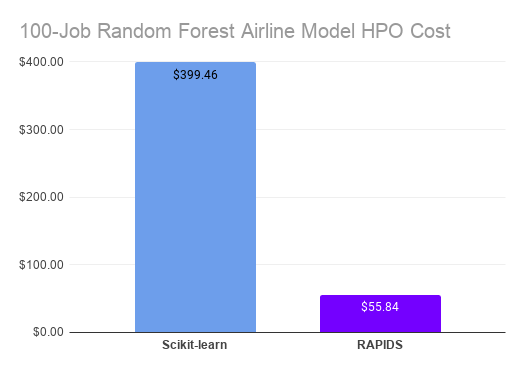 100-Job Random Forest Airline Model HPO Cost
$400.00
$399.46
$300.00
$200.00
$100.00
$55.84
$0.00
Scikit-learn
RAPIDS